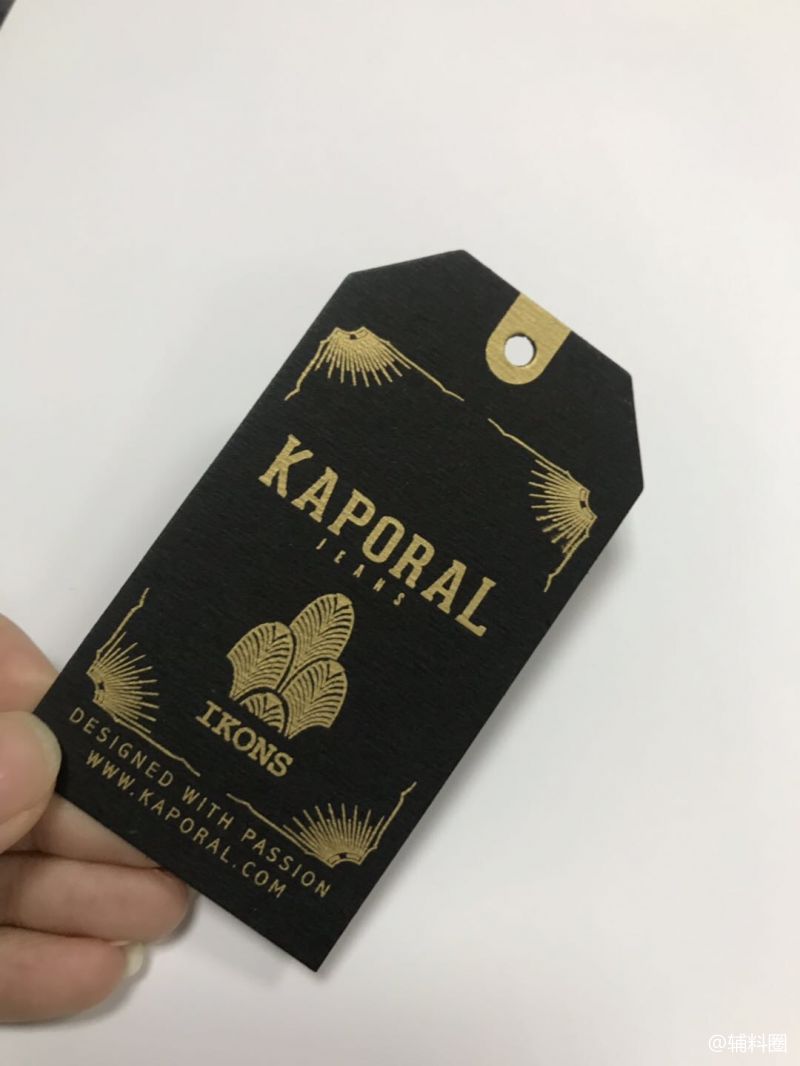 KAPORAL
JEANS
IKONS
DESIGNED WITH PASSION
WWW.KAPORAL.COM
@辅料圈